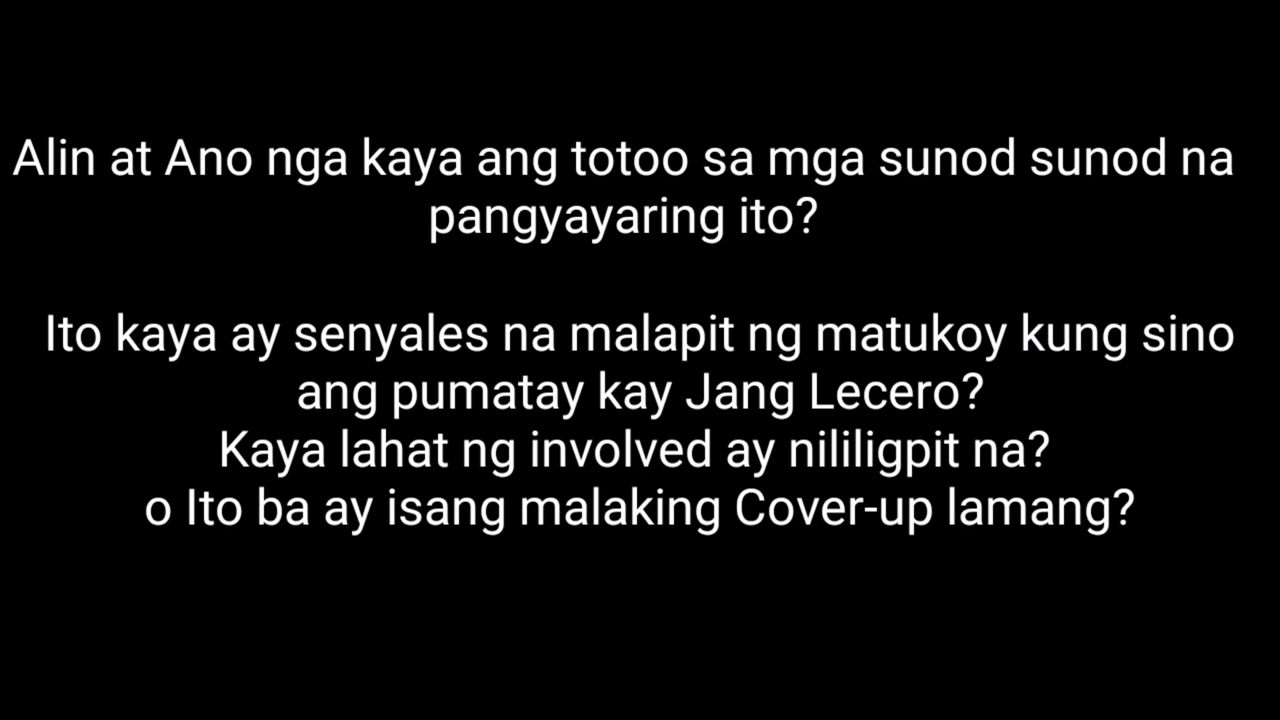 Alin at Ano nga kaya ang totoo sa mga sunod sunod na
pangyayaring ito?
Ito kaya ay senyales na malapit ng matukoy kung sino
ang pumatay kay Jang Lecero?
Kaya lahat ng involved ay nililigpit na?
o Ito ba ay isang malaking Cover-up lamang?